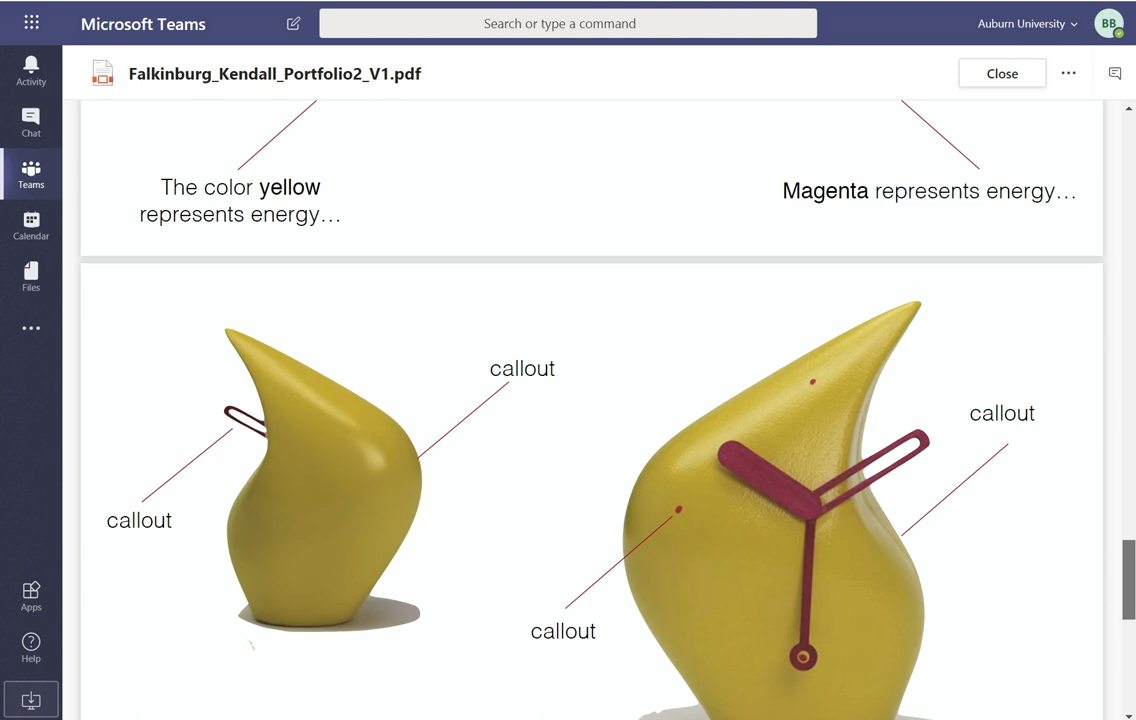 Microsoft Teams
Search or type a command
Auburn University
BB
Activity
Chat
Teams
Calendar
Files
Apps
Help
Falkinburg_Kendall_Portfolio2_V1.pdf
Close
The color yellow
represents energy…
Magenta represents energy…
callout
callout
callout
callout